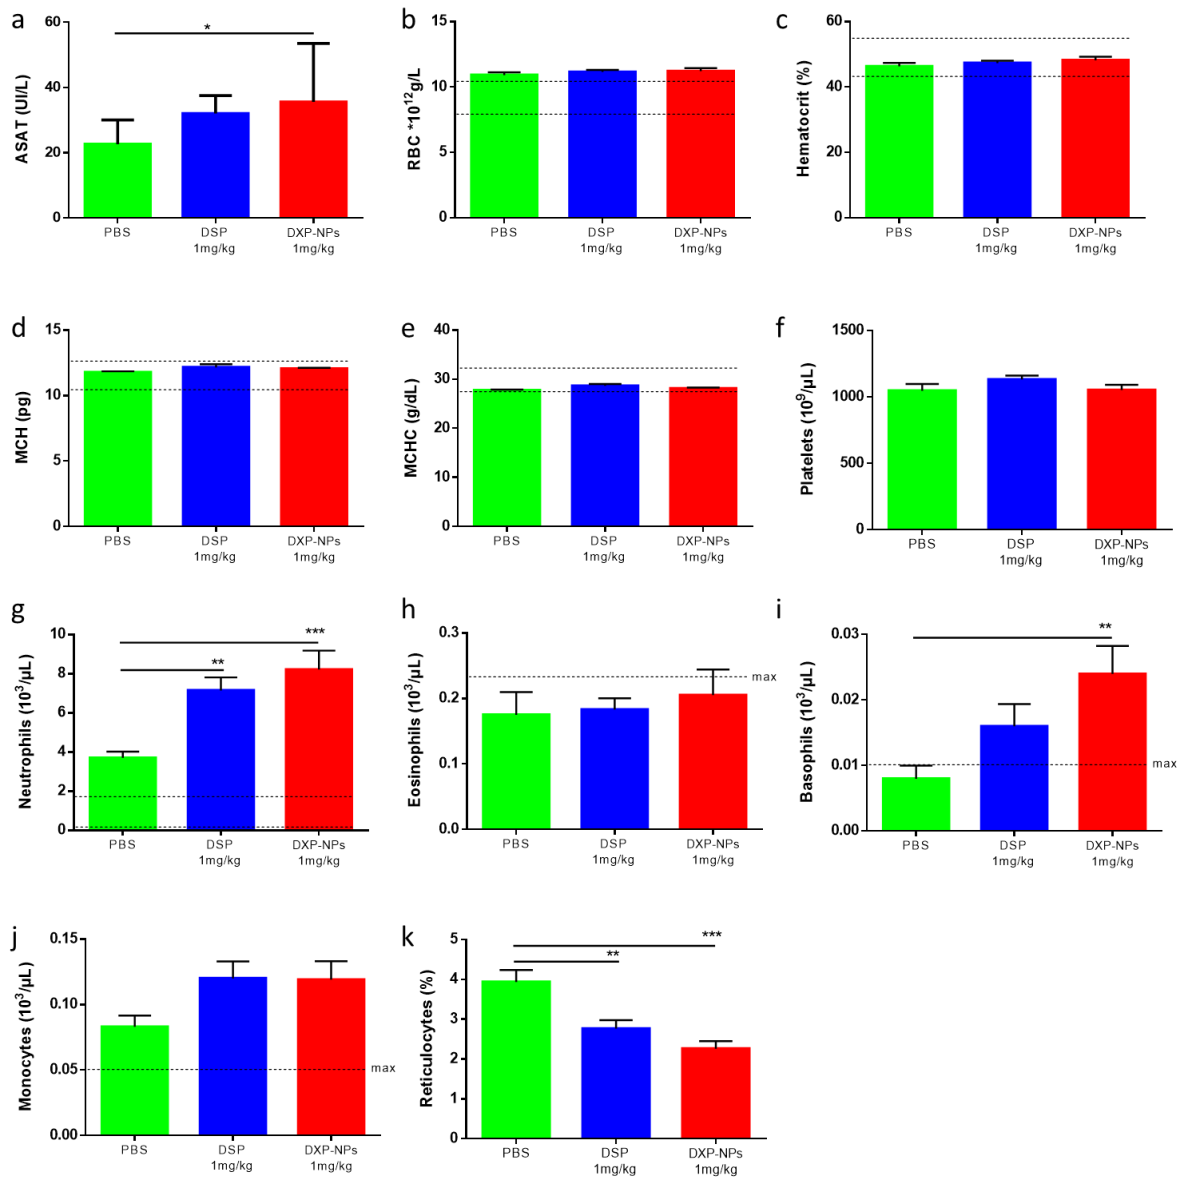 a
ASAT (UI/L)
60
40
20
0
*
PBS
DSP
1mg/kg
DXP-NPs
1mg/kg
b
RBC *10¹²g/L
15
10
5
0
PBS
DSP
1mg/kg
DXP-NPs
1mg/kg
c
Hematocrit (%)
60
40
20
0
PBS
DSP
1mg/kg
DXP-NPs
1mg/kg
d
MCH (pg)
15
10
5
0
PBS
DSP
1mg/kg
DXP-NPs
1mg/kg
e
MCHC (g/dL)
40
30
20
10
0
PBS
DSP
1mg/kg
DXP-NPs
1mg/kg
f
Platelets (10⁹/µL)
1500
1000
500
0
PBS
DSP
1mg/kg
DXP-NPs
1mg/kg
g
Neutrophils (10³/µL)
10
8
6
4
2
0
***
**
PBS
DSP
1mg/kg
DXP-NPs
1mg/kg
h
Eosinophils (10³/µL)
0.3
0.2
0.1
0.0
max
PBS
DSP
1mg/kg
DXP-NPs
1mg/kg
i
Basophils (10³/µL)
0.03
0.02
0.01
0.00
**
max
PBS
DSP
1mg/kg
DXP-NPs
1mg/kg
j
Monocytes (10³/µL)
0.15
0.10
0.05
0.00
max
PBS
DSP
1mg/kg
DXP-NPs
1mg/kg
k
Reticulocytes (%)
5
4
3
2
1
0
***
**
PBS
DSP
1mg/kg
DXP-NPs
1mg/kg